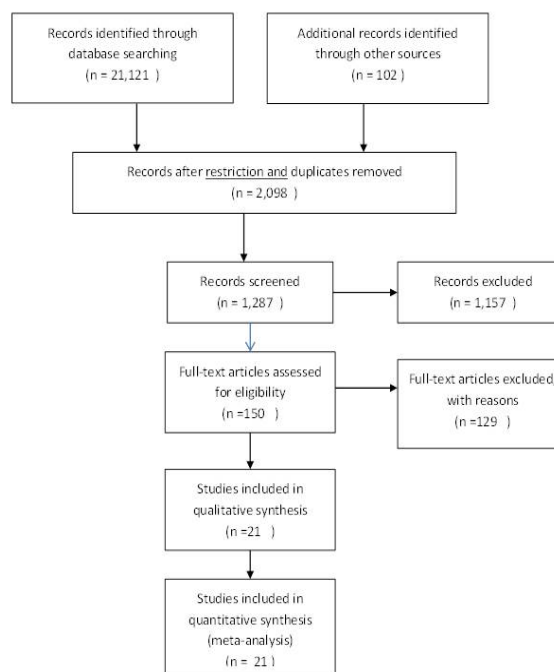 Records identified through
database searching
(n = 21,121  )
Additional records identified
through other sources
(n = 102  )
Records after restriction and duplicates removed
(n = 2,098  )
Records screened
(n = 1,287  )
Records excluded
(n = 1,157  )
Full-text articles assessed
for eligibility
(n =150  )
Full-text articles excluded,
with reasons
(n =129  )
Studies included in
qualitative synthesis
(n =21  )
Studies included in
quantitative synthesis
(meta-analysis)
(n = 21 )